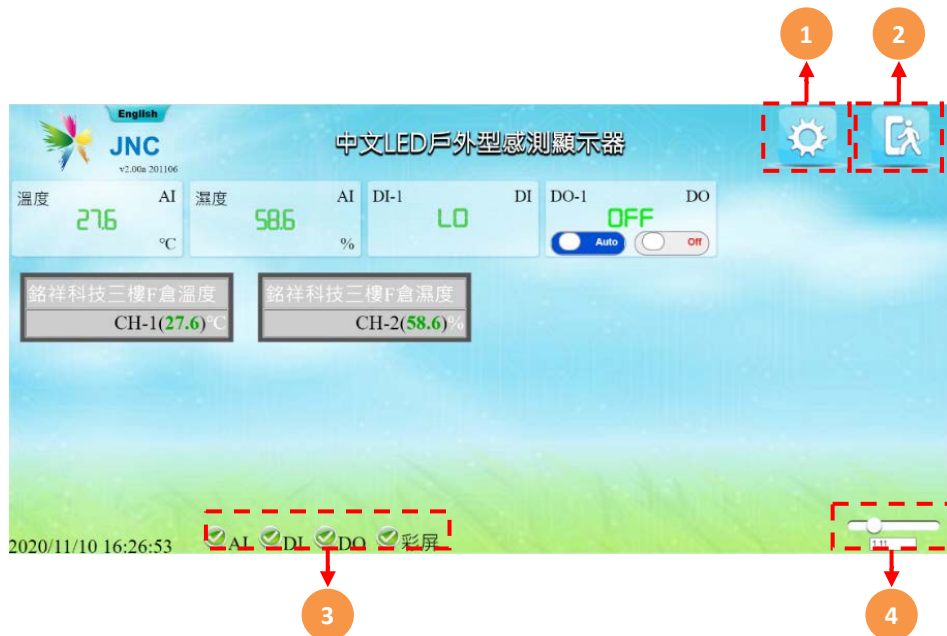 1
2
English
JNC
v2.00a 201106
中文LED戶外型感測顯示器
溫度 AI
27.6
℃
濕度 AI
58.6
%
DI-1 DI
LO
DO-1 DO
OFF
Auto Off
銘祥科技三樓F倉溫度
CH-1(27.6)℃
銘祥科技三樓F倉濕度
CH-2(58.6)%
2020/11/10 16:26:53
AI DI DO 彩屏
1.11
3
4